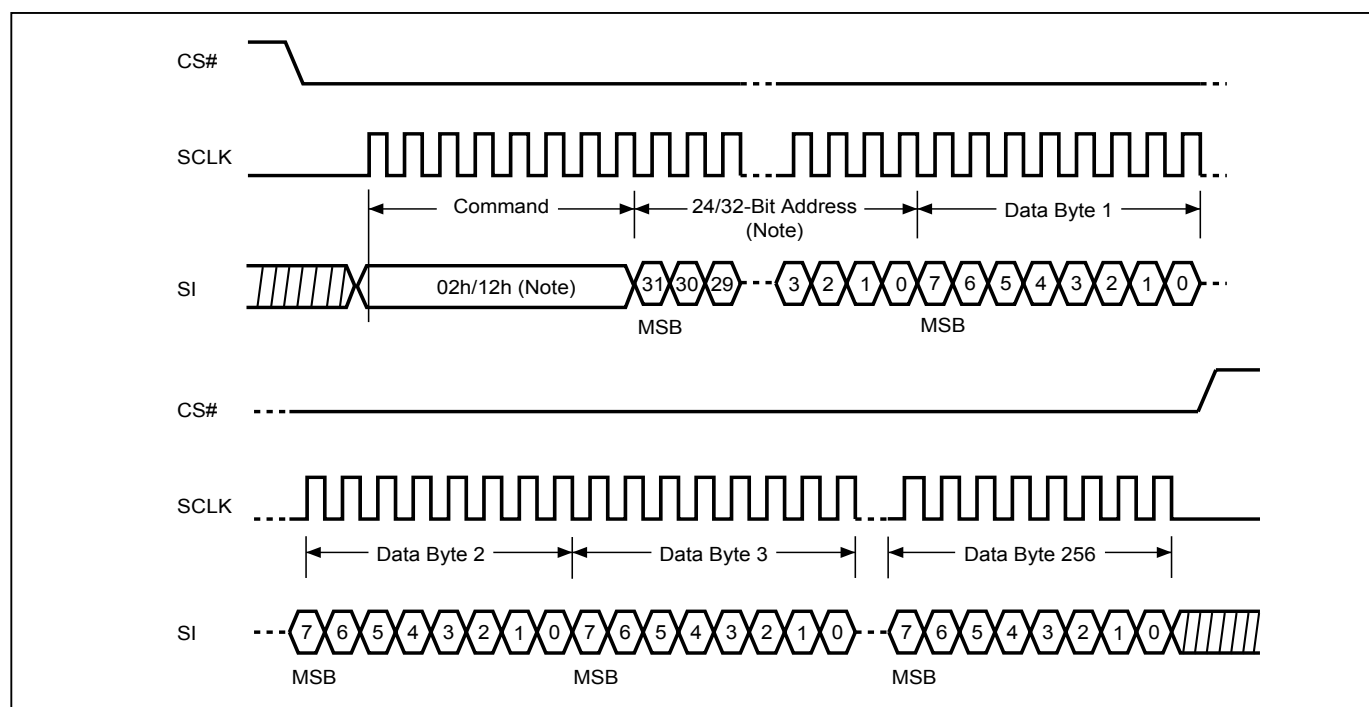 CS#
SCLK
Command
24/32-Bit Address
(Note)
Data Byte 1
SI
02h/12h (Note)
31 30 29 3 2 1 0 7 6 5 4 3 2 1 0
MSB
MSB
CS#
SCLK
Data Byte 2
Data Byte 3
Data Byte 256
SI
7 6 5 4 3 2 1 0 7 6 5 4 3 2 1 0 7 6 5 4 3 2 1 0
MSB
MSB
MSB